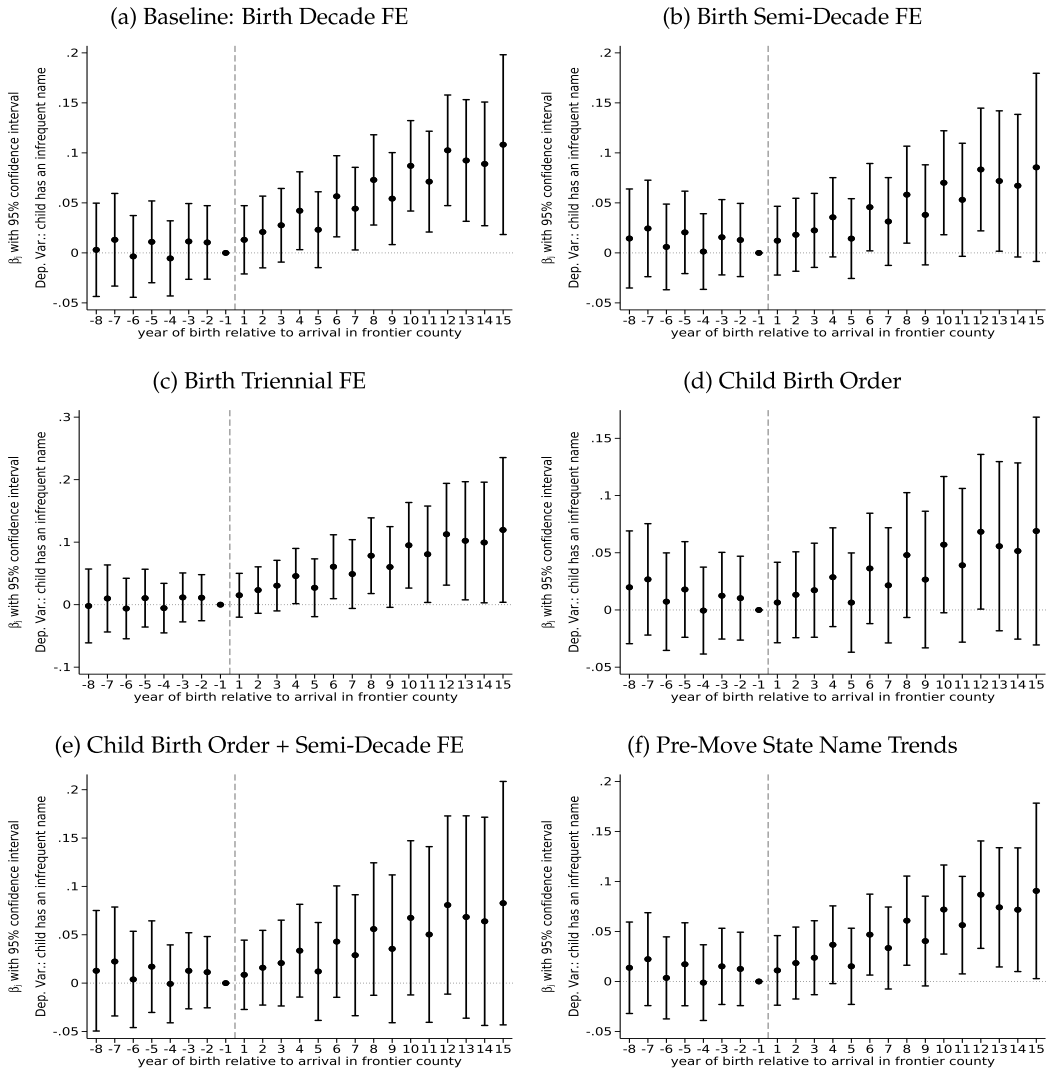 (a) Baseline: Birth Decade FE
βⱼ with 95% confidence interval
Dep. Var.: child has an infrequent name
.2
.15
.1
.05
0
-.05
-8 -7 -6 -5 -4 -3 -2 -1 1 2 3 4 5 6 7 8 9 10 11 12 13 14 15
year of birth relative to arrival in frontier county
(b) Birth Semi-Decade FE
βⱼ with 95% confidence interval
Dep. Var.: child has an infrequent name
.2
.15
.1
.05
0
-.05
-8 -7 -6 -5 -4 -3 -2 -1 1 2 3 4 5 6 7 8 9 10 11 12 13 14 15
year of birth relative to arrival in frontier county
(c) Birth Triennial FE
βⱼ with 95% confidence interval
Dep. Var.: child has an infrequent name
.3
.2
.1
0
-.1
-8 -7 -6 -5 -4 -3 -2 -1 1 2 3 4 5 6 7 8 9 10 11 12 13 14 15
year of birth relative to arrival in frontier county
(d) Child Birth Order
βⱼ with 95% confidence interval
Dep. Var.: child has an infrequent name
.15
.1
.05
0
-.05
-8 -7 -6 -5 -4 -3 -2 -1 1 2 3 4 5 6 7 8 9 10 11 12 13 14 15
year of birth relative to arrival in frontier county
(e) Child Birth Order + Semi-Decade FE
βⱼ with 95% confidence interval
Dep. Var.: child has an infrequent name
.2
.15
.1
.05
0
-.05
-8 -7 -6 -5 -4 -3 -2 -1 1 2 3 4 5 6 7 8 9 10 11 12 13 14 15
year of birth relative to arrival in frontier county
(f) Pre-Move State Name Trends
βⱼ with 95% confidence interval
Dep. Var.: child has an infrequent name
.2
.15
.1
.05
0
-.05
-8 -7 -6 -5 -4 -3 -2 -1 1 2 3 4 5 6 7 8 9 10 11 12 13 14 15
year of birth relative to arrival in frontier county